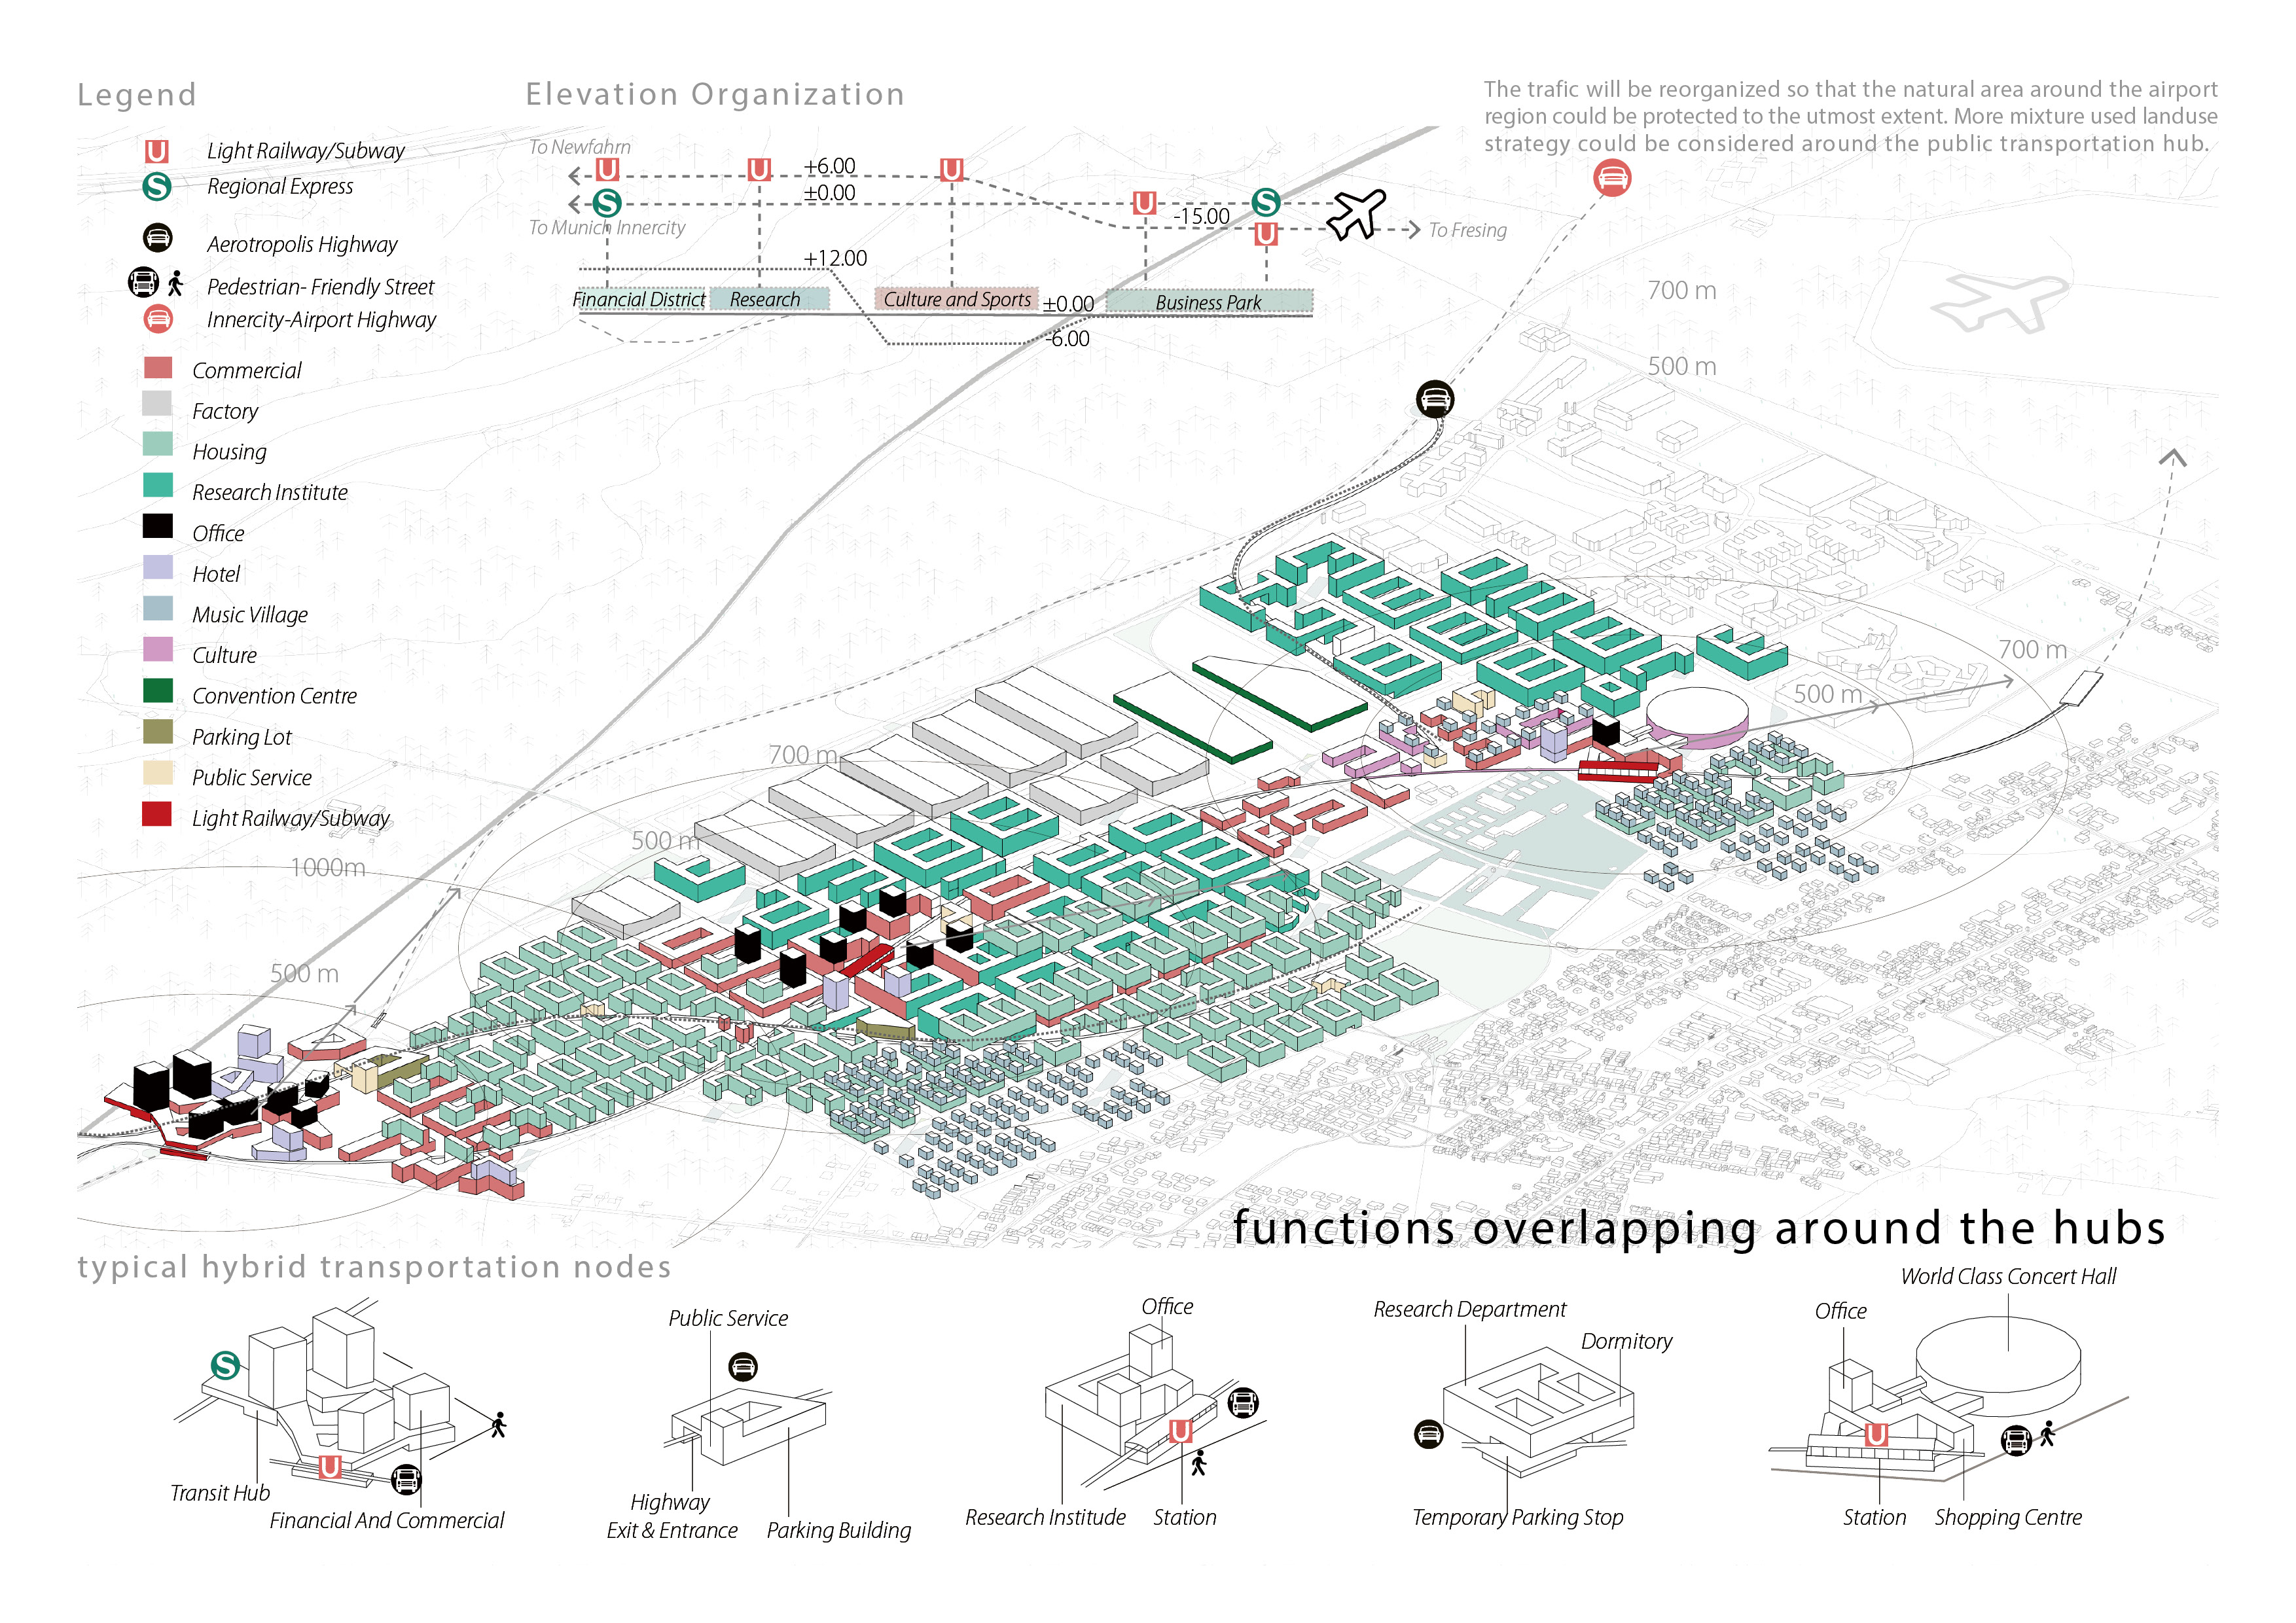 Legend
Light Railway/Subway
Regional Express
Aerotropolis Highway
Pedestrian- Friendly Street
Innercity-Airport Highway
Commercial
Factory
Housing
Research Institute
Office
Hotel
Music Village
Culture
Convention Centre
Parking Lot
Public Service
Light Railway/Subway
Elevation Organization
To Newfahrn
U U +6.00 U
S ±0.00 U S
To Munich Innercity
-15.00
U
To Fresing
+12.00
Financial District Research Culture and Sports ±0.00 Business Park
-6.00
The trafic will be reorganized so that the natural area around the airport
region could be protected to the utmost extent. More mixture used landuse
strategy could be considered around the public transportation hub.
700 m
500 m
700 m
500 m
700 m
500 m
1000m
500 m
functions overlapping around the hubs
typical hybrid transportation nodes
S
U
Transit Hub
Financial And Commercial
Public Service
Highway
Exit & Entrance
Parking Building
Office
U
Research Institude
Station
Research Department
Dormitory
Temporary Parking Stop
World Class Concert Hall
Office
U
Station
Shopping Centre